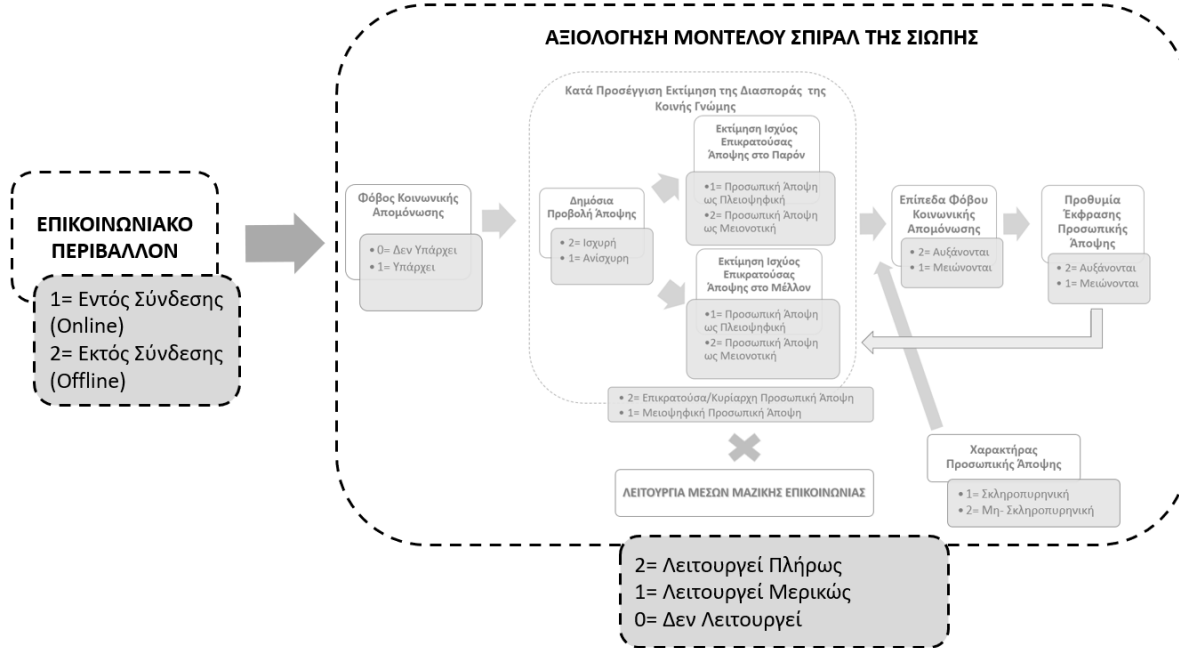 ΑΞΙΟΛΟΓΗΣΗ ΜΟΝΤΕΛΟΥ ΣΠΙΡΑΛ ΤΗΣ ΣΙΩΠΗΣ
ΕΠΙΚΟΙΝΩΝΙΑΚΟ
ΠΕΡΙΒΑΛΛΟΝ
1= Εντός Σύνδεσης
(Online)
2= Εκτός Σύνδεσης
(Offline)
Φόβος Κοινωνικής
Απομόνωσης
• 0= Δεν Υπάρχει
• 1= Υπάρχει
Κατά Προσέγγιση Εκτίμηση της Διασποράς της
Κοινής Γνώμης
Δημόσια
Προβολή Άποψης
• 2= Ισχυρή
• 1= Ανίσχυρη
Εκτίμηση Ισχύος
Επικρατούσας
Άποψης στο Παρόν
•1= Προσωπική Άποψη
ως Πλειοψηφική
•2= Προσωπική Άποψη
ως Μειονοτική
Εκτίμηση Ισχύος
Επικρατούσας
Άποψης στο Μέλλον
•1= Προσωπική Άποψη
ως Πλειοψηφική
•2= Προσωπική Άποψη
ως Μειονοτική
• 2= Επικρατούσα/Κυρίαρχη Προσωπική Άποψη
• 1= Μειοψηφική Προσωπική Άποψη
ΛΕΙΤΟΥΡΓΙΑ ΜΕΣΩΝ ΜΑΖΙΚΗΣ ΕΠΙΚΟΙΝΩΝΙΑΣ
Επίπεδα Φόβου
Κοινωνικής
Απομόνωσης
• 2= Αυξάνονται
• 1= Μειώνονται
Προθυμία
Έκφρασης
Προσωπικής
Άποψης
• 2= Αυξάνονται
• 1= Μειώνονται
Χαρακτήρας
Προσωπικής Άποψης
• 1= Σκληροπυρηνική
• 2= Μη- Σκληροπυρηνική
2= Λειτουργεί Πλήρως
1= Λειτουργεί Μερικώς
0= Δεν Λειτουργεί